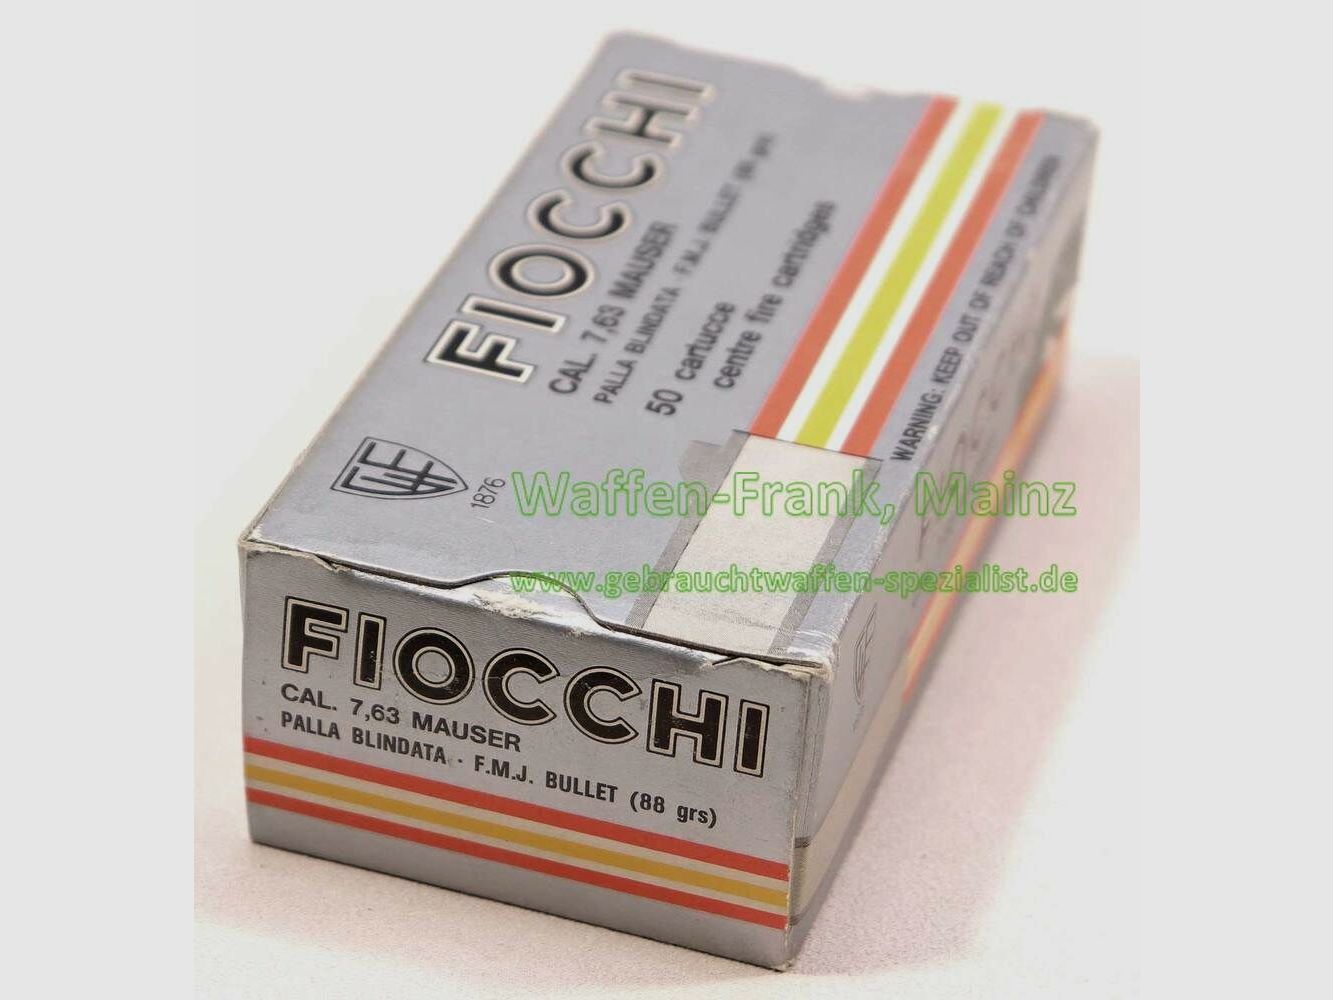 FIOCCHI
CAL. 7,63 MAUSER
PALLA BLINDATA · F.M.J. BULLET (88 grs)
50 cartucce
centre fire cartridges
WARNING: KEEP OUT OF REACH OF CHILDREN
GFL
1876
Waffen-Frank, Mainz
www.gebrauchtwaffen-spezialist.de
FIOCCHI
CAL. 7,63 MAUSER
PALLA BLINDATA · F.M.J. BULLET (88 grs)